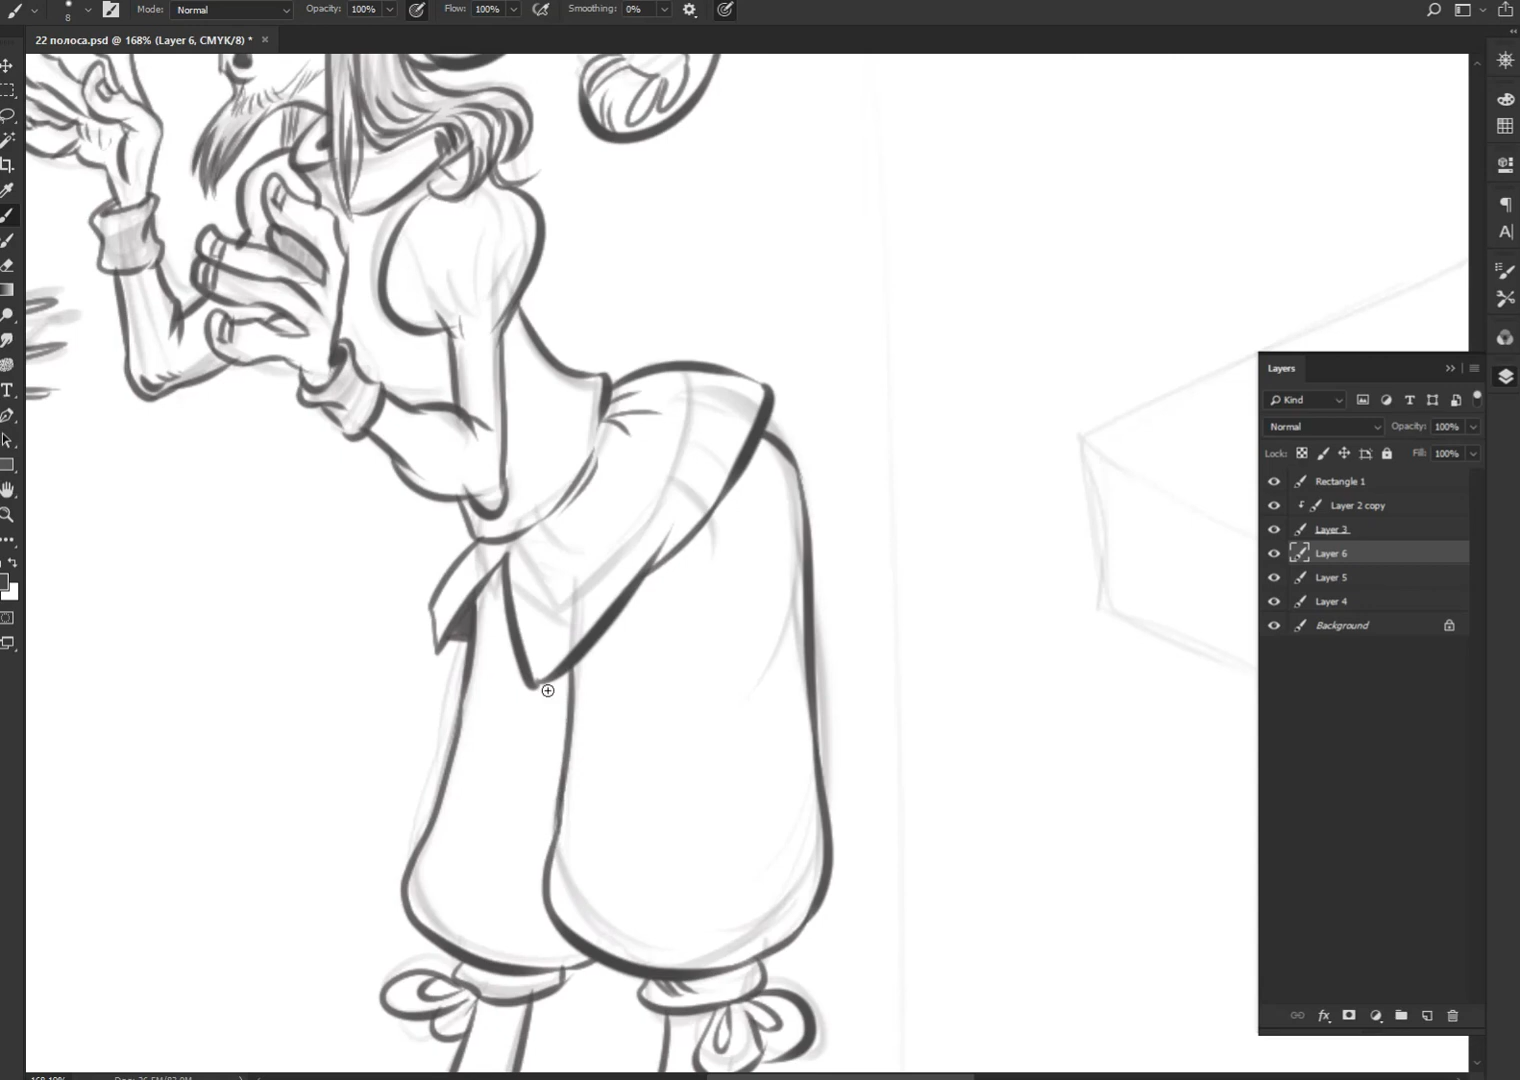 8
Mode: Normal Opacity: 100% Flow: 100% Smoothing: 0%
22 полоса.psd @ 168% (Layer 6, CMYK/8) *
Layers
Kind
Normal Opacity: 100%
Lock: Fill: 100%
Rectangle 1
Layer 2 copy
Layer 3
Layer 6
Layer 5
Layer 4
Background
fx